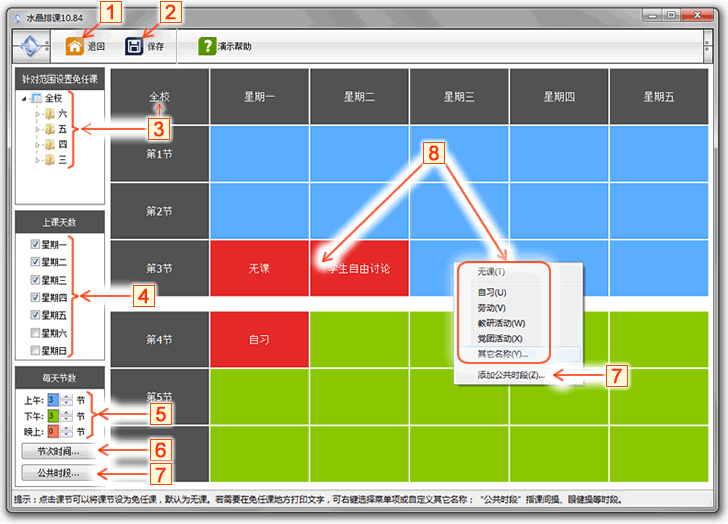 水晶排课10.84
1
2
退回
保存
演示帮助
针对范围设置免任课
全校
六
五
四
三
3
上课天数
星期一
星期二
星期三
星期四
星期五
星期六
星期日
4
每天节数
上午: 3 节
下午: 3 节
晚上: 0 节
5
节次时间...
6
公共时段...
7
全校 星期一 星期二 星期三 星期四 星期五
第1节
8
第2节
第3节 无课 学生自由讨论
第4节 自习
第5节
无课(T)
自习(U)
劳动(V)
教研活动(W)
党团活动(X)
其它名称(Y)...
添加公共时段(Z)...
7
提示：点击课节可以将课节设为免任课，默认为无课。若需要在免任课地方打印文字，可右键选择菜单项或自定义其它名称；“公共时段”指课间操、眼健操等时段。